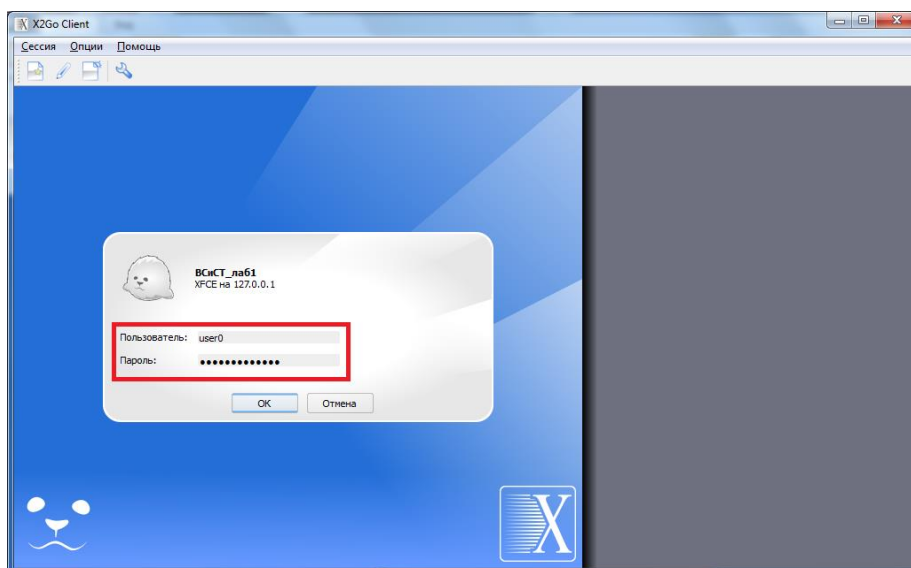 X2Go Client
Сессия Опции Помощь
ВСиСТ_лаб1
XFCE на 127.0.0.1
Пользователь: user0
Пароль: •••••••••••••
OK Отмена
X